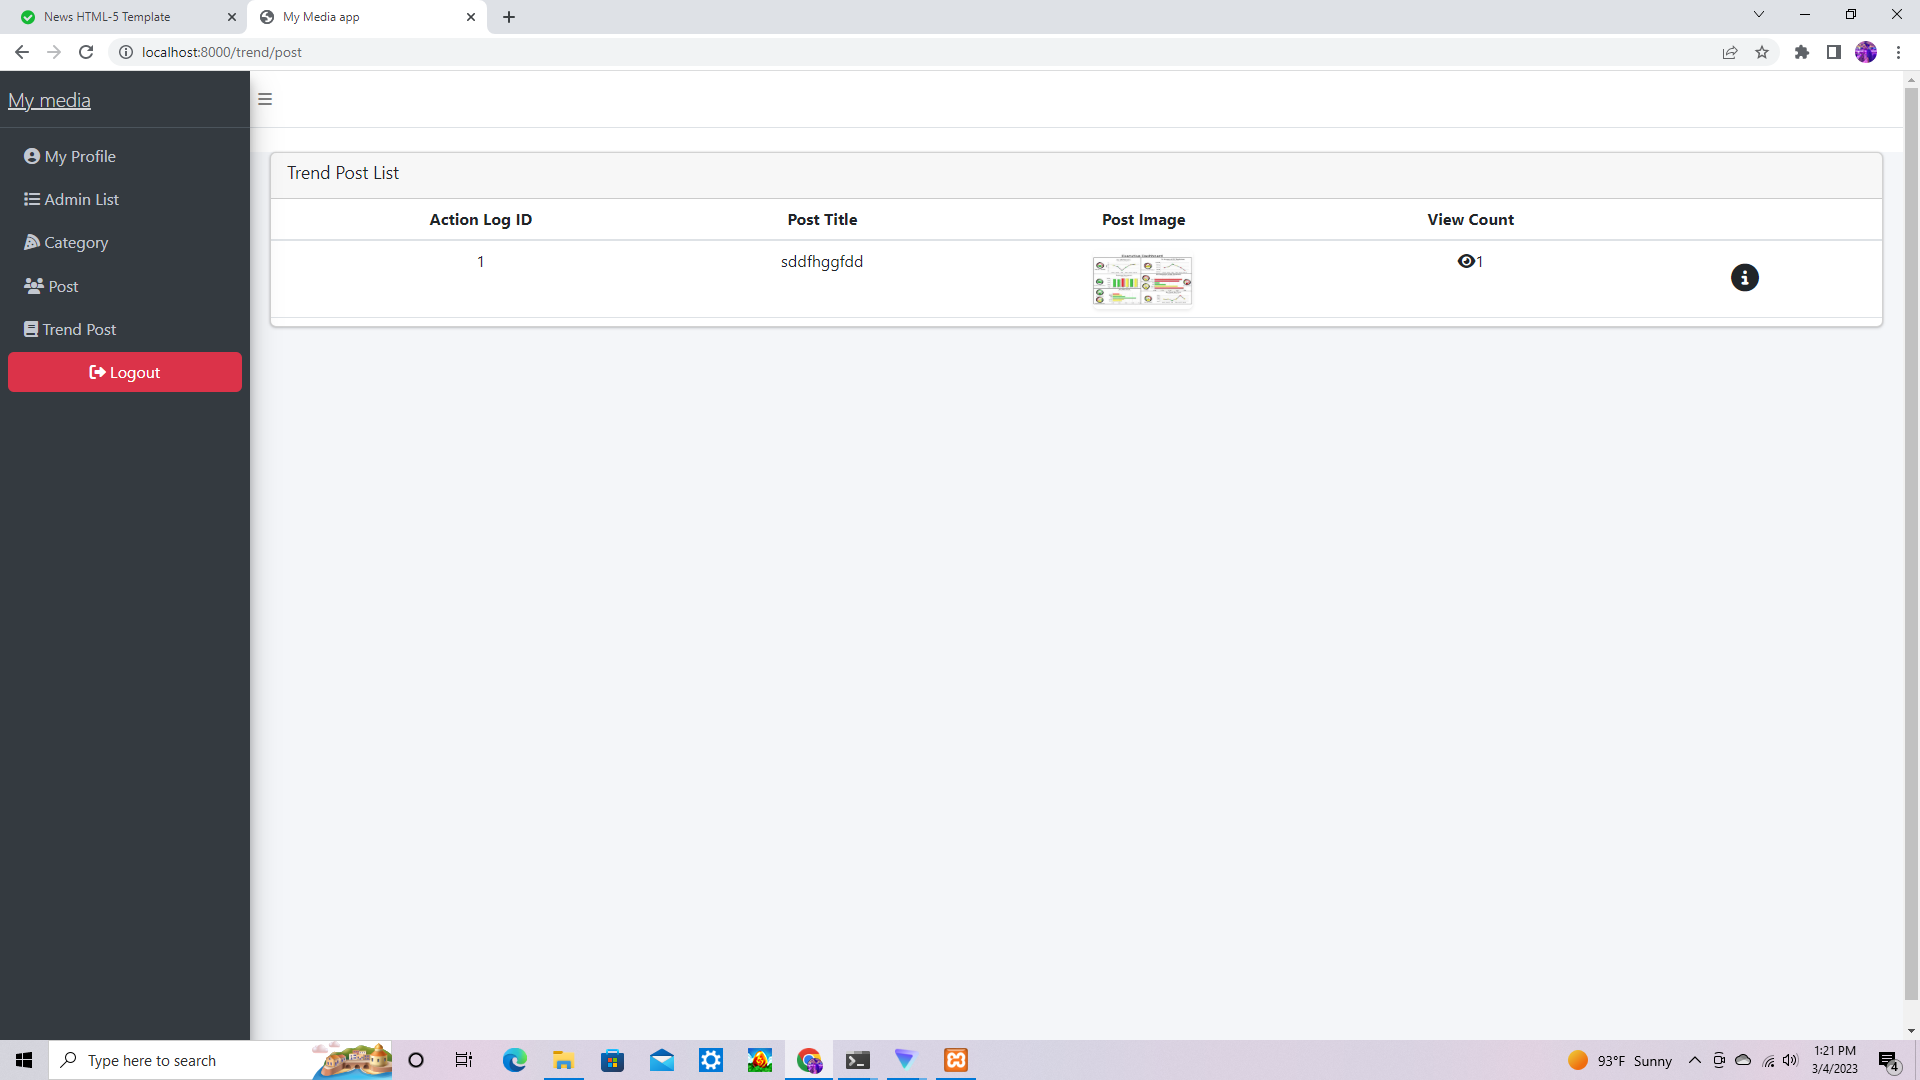 News HTML-5 Template
My Media app
localhost:8000/trend/post
My media
My Profile
Admin List
Category
Post
Trend Post
Logout
Trend Post List
Action Log ID Post Title Post Image View Count
1 sddfhggfdd 1
Type here to search
93°F Sunny
1:21 PM
3/4/2023
4